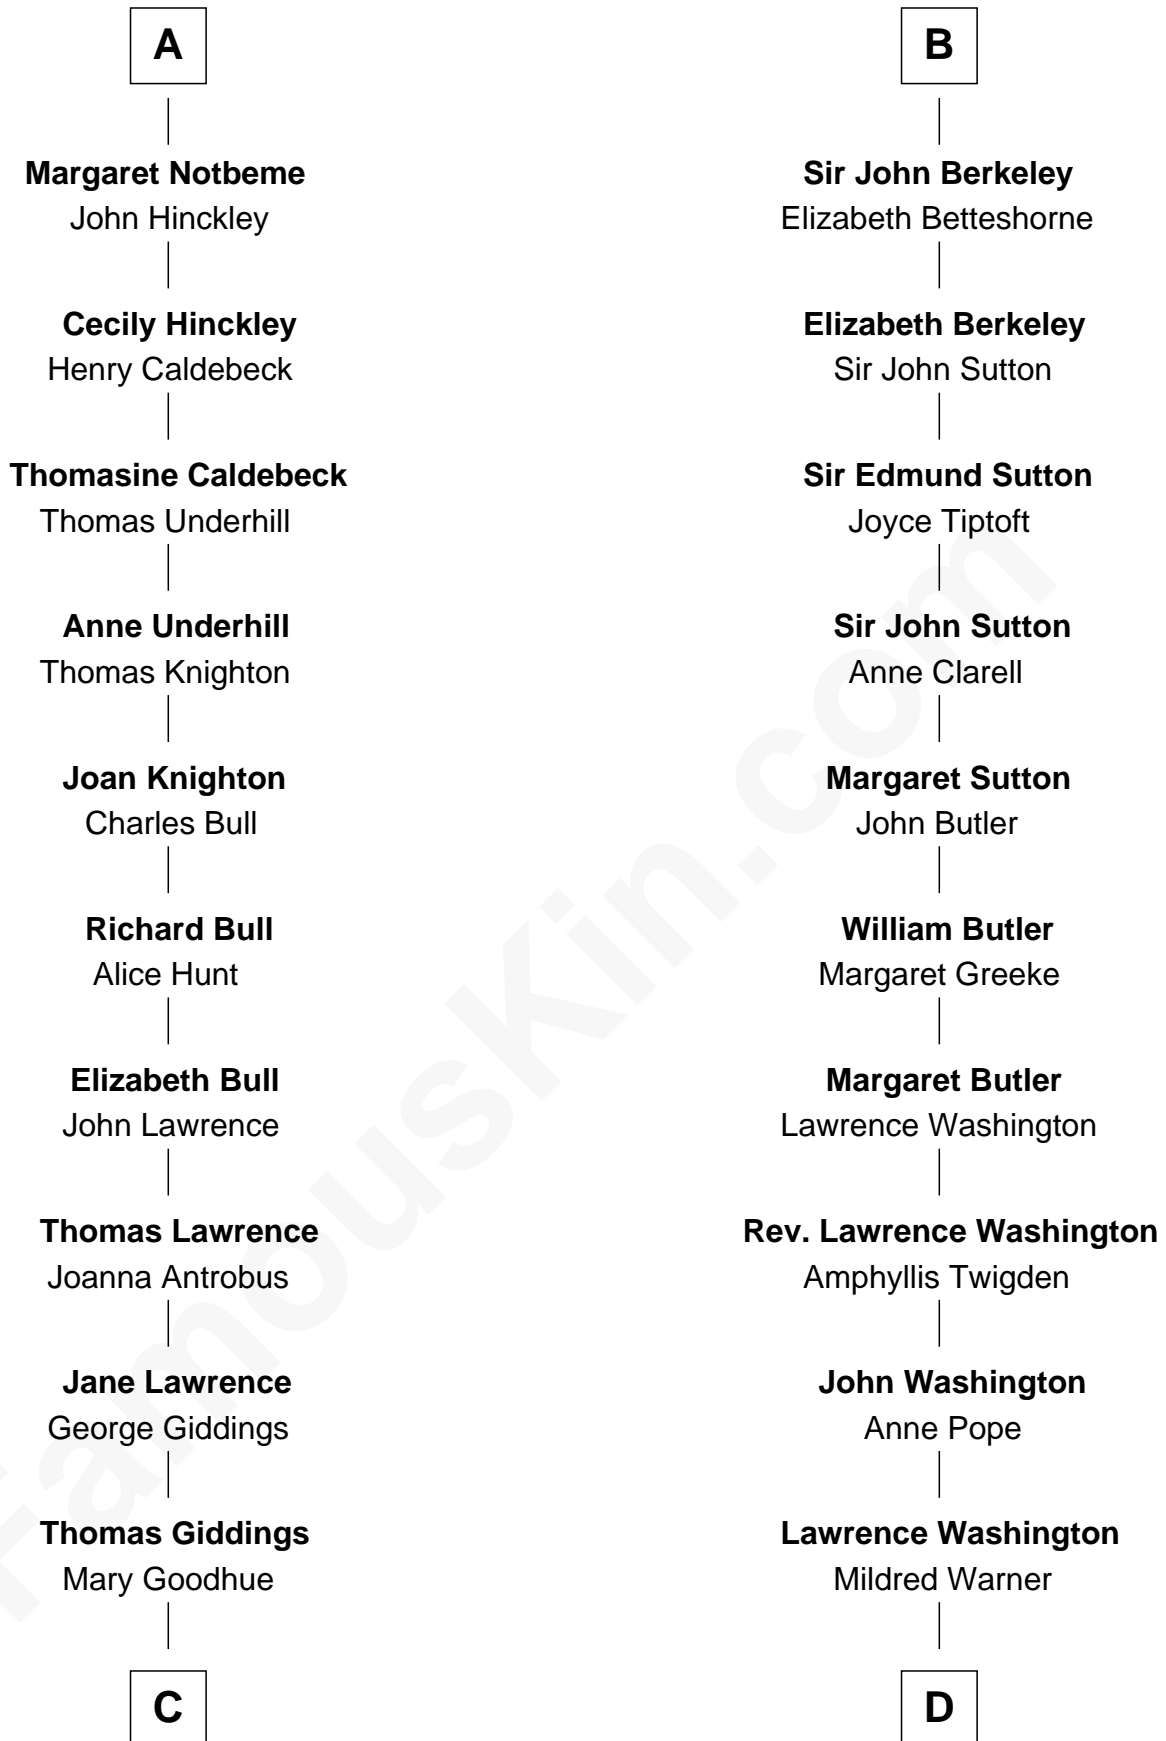 A
Margaret Notbeme
John Hinckley
Cecily Hinckley
Henry Caldebeck
Thomasine Caldebeck
Thomas Underhill
Anne Underhill
Thomas Knighton
Joan Knighton
Charles Bull
Richard Bull
Alice Hunt
Elizabeth Bull
John Lawrence
Thomas Lawrence
Joanna Antrobus
Jane Lawrence
George Giddings
Thomas Giddings
Mary Goodhue
C
B
Sir John Berkeley
Elizabeth Betteshorne
Elizabeth Berkeley
Sir John Sutton
Sir Edmund Sutton
Joyce Tiptoft
Sir John Sutton
Anne Clarell
Margaret Sutton
John Butler
William Butler
Margaret Greeke
Margaret Butler
Lawrence Washington
Rev. Lawrence Washington
Amphyllis Twigden
John Washington
Anne Pope
Lawrence Washington
Mildred Warner
D
FamousKin.com